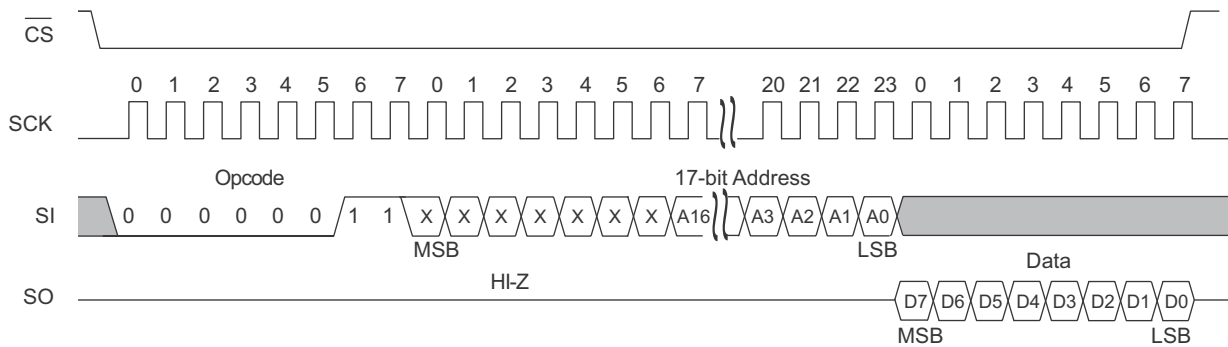 CS
0 1 2 3 4 5 6 7 0 1 2 3 4 5 6 7 20 21 22 23 0 1 2 3 4 5 6 7
SCK
Opcode 17-bit Address
SI 0 0 0 0 0 0 1 1 X X X X X X X A16 A3 A2 A1 A0
MSB LSB
HI-Z Data
SO D7 D6 D5 D4 D3 D2 D1 D0
MSB LSB